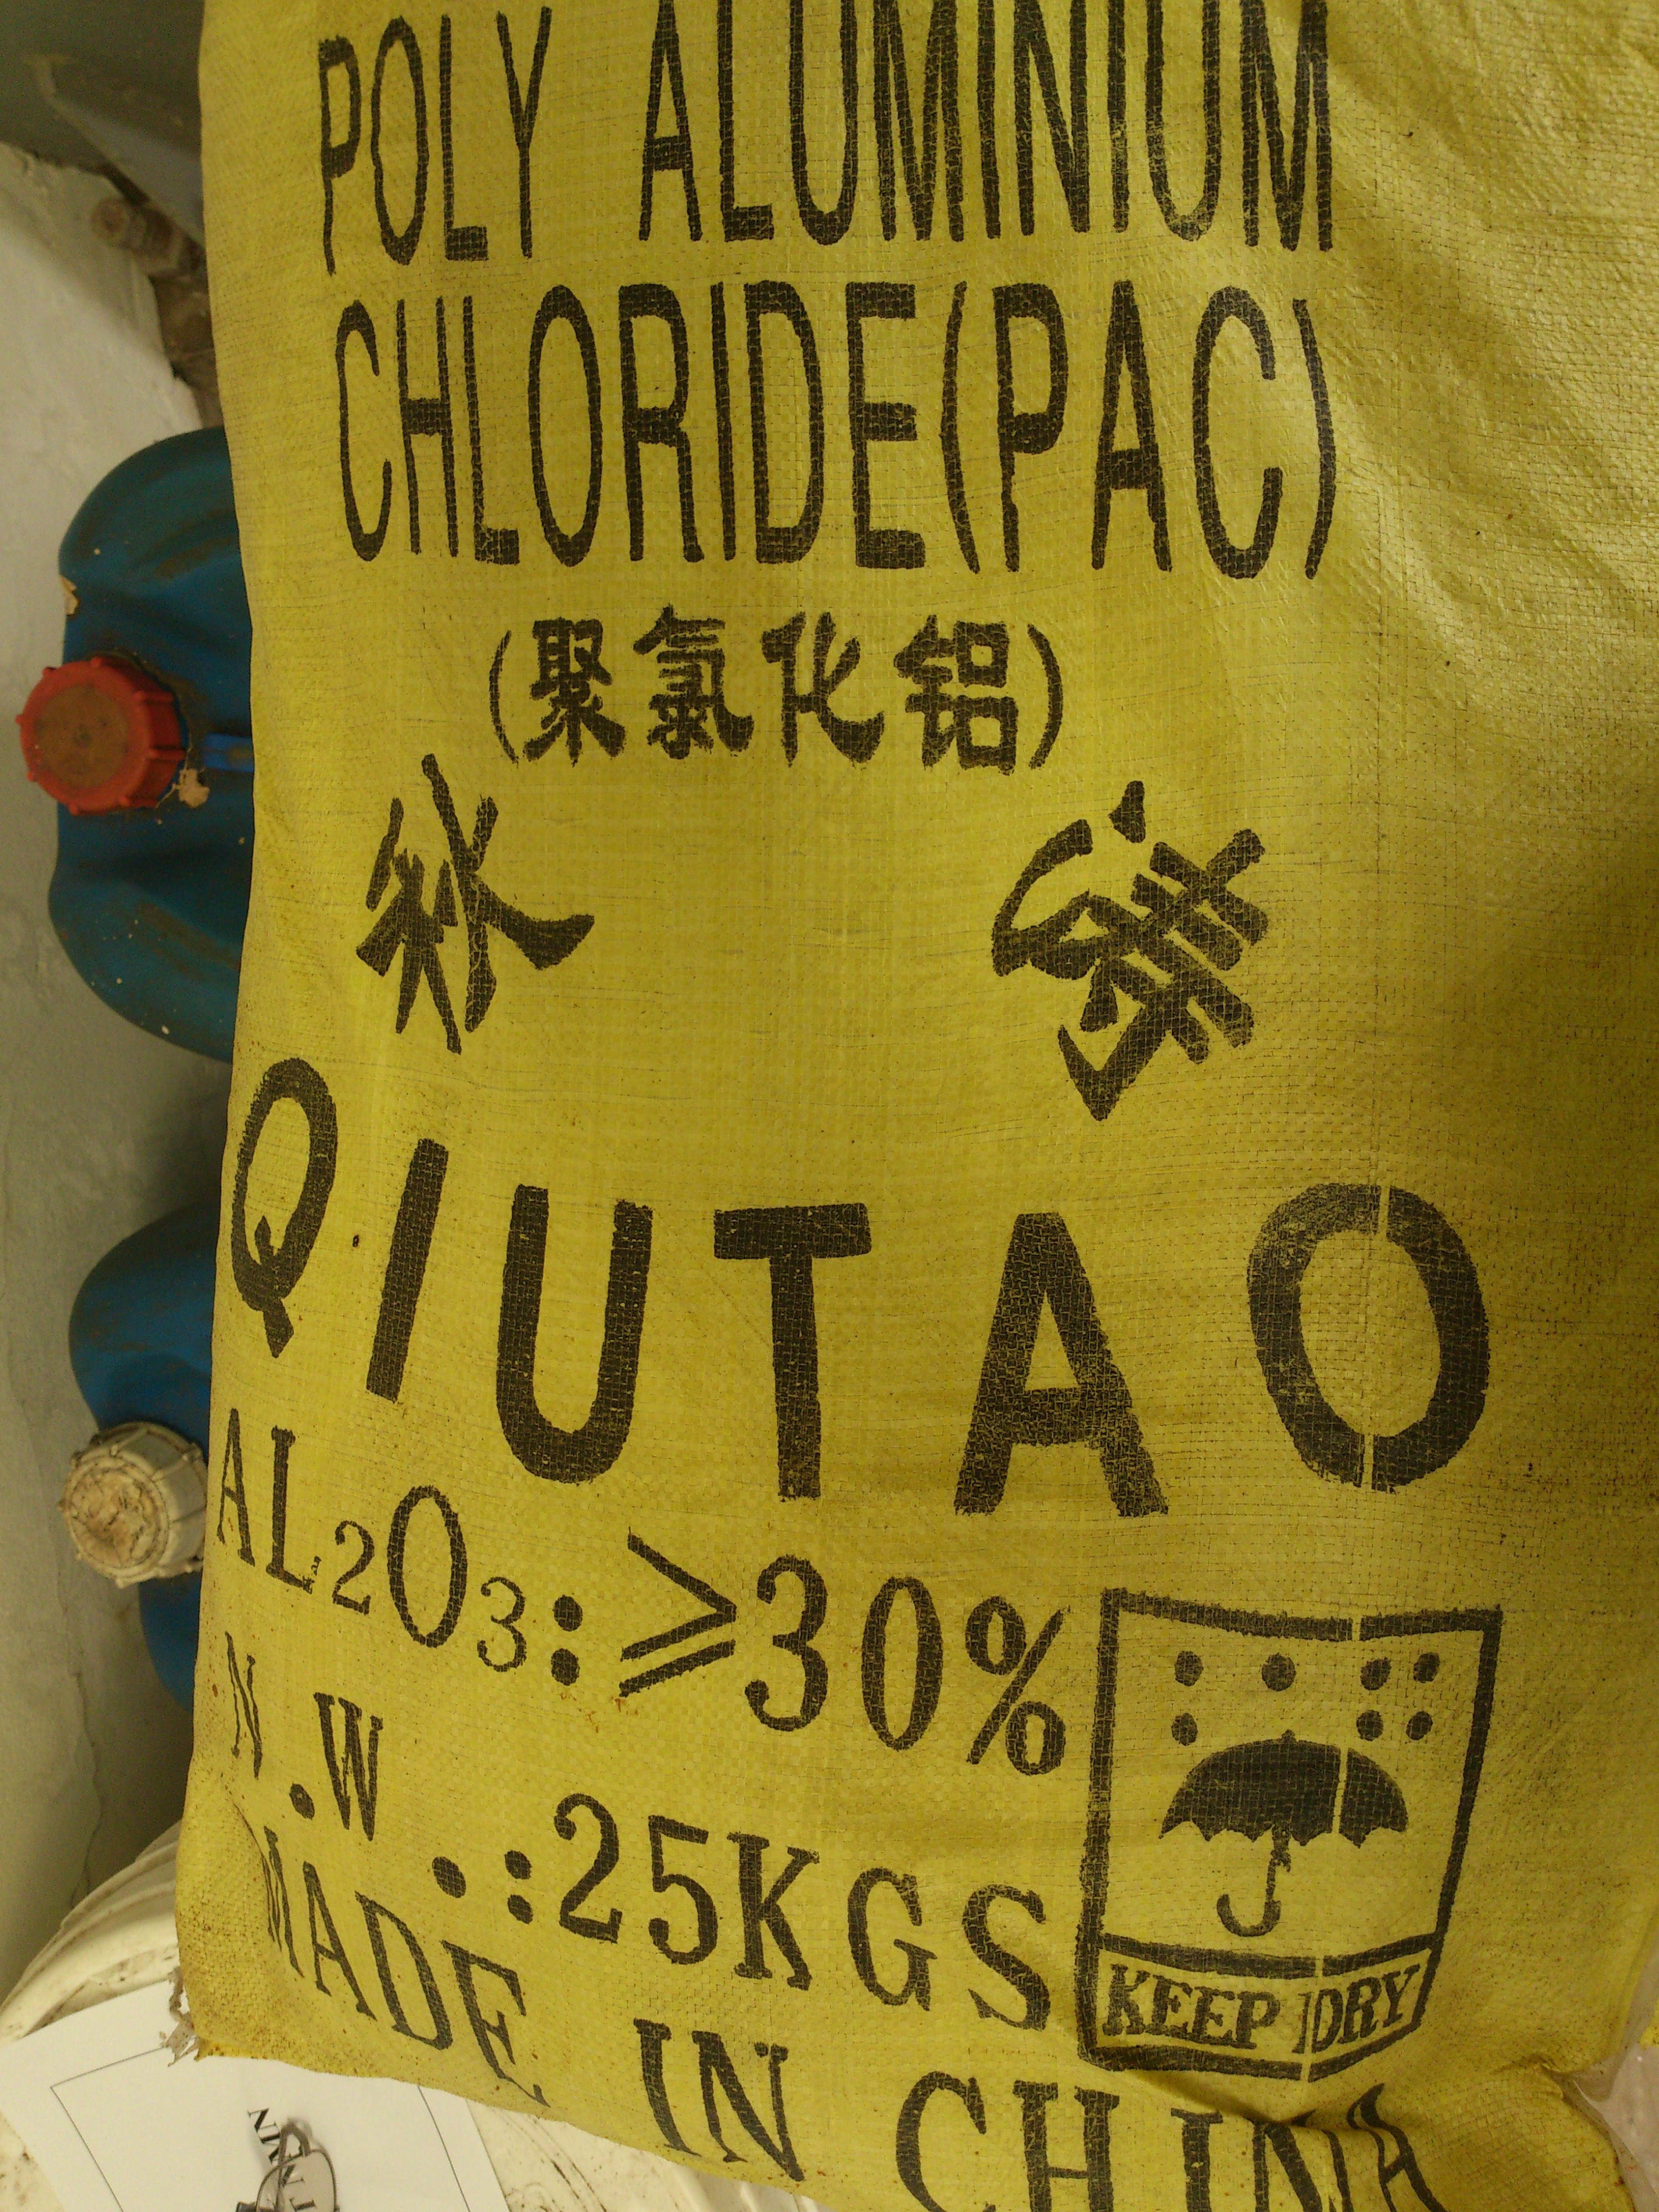 POLY ALUMINIUM
CHLORIDE(PAC)
(聚氯化铝)
秋 涛
QIUTAO
AL₂O₃:≥30%
N.W.:25KGS
KEEP DRY
MADE IN CHINA